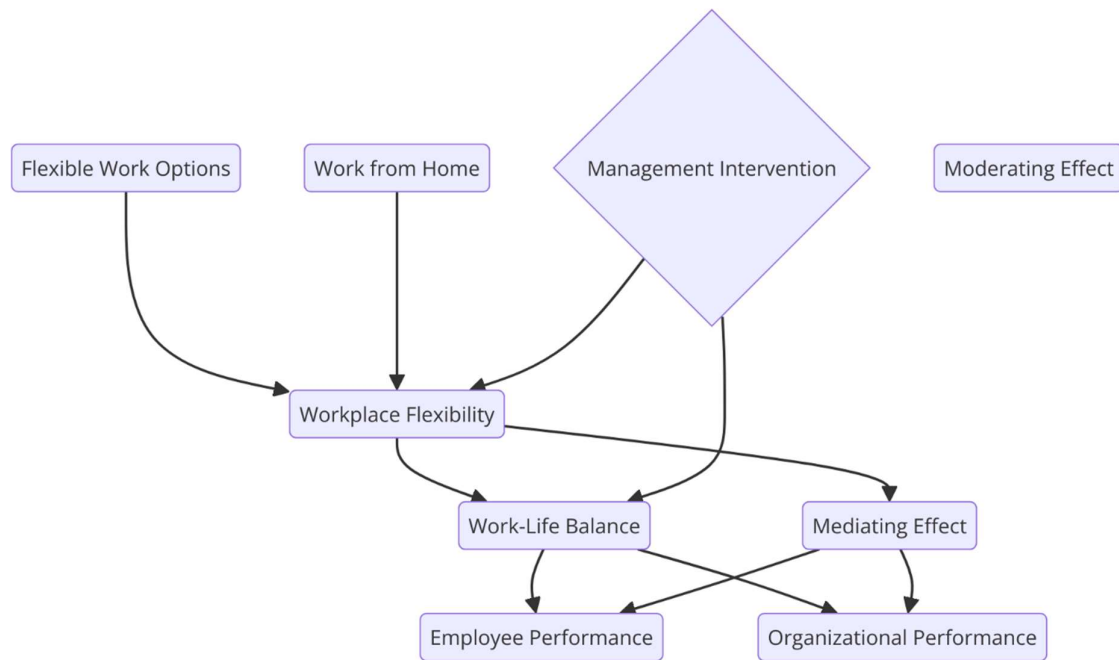 Flexible Work Options
Work from Home
Management Intervention
Moderating Effect
Workplace Flexibility
Work-Life Balance
Mediating Effect
Employee Performance
Organizational Performance